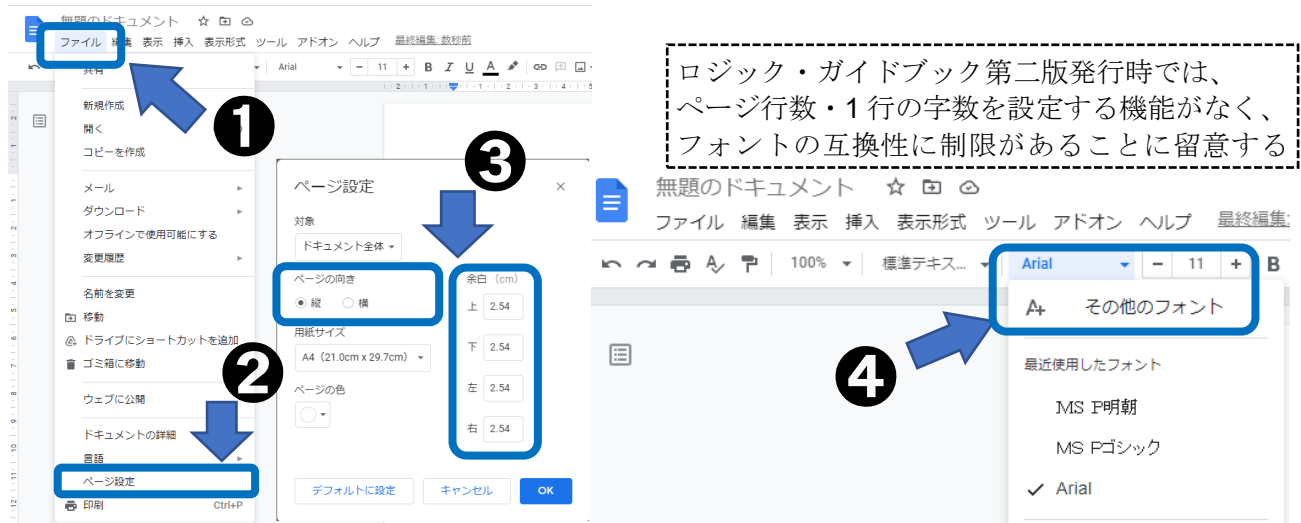 無題のドキュメント
ファイル 編集 表示 挿入 表示形式 ツール アドオン ヘルプ 最終編集: 数秒前
Arial 11 B I U A
共有
新規作成
開く
コピーを作成
メール
ダウンロード
オフラインで使用可能にする
変更履歴
名前を変更
移動
ドライブにショートカットを追加
ゴミ箱に移動
ウェブに公開
ドキュメントの詳細
言語
ページ設定
印刷 Ctrl+P
1
2
3
ページ設定 ×
対象
ドキュメント全体
ページの向き
縦 横
用紙サイズ
A4（21.0cm x 29.7cm）
ページの色
余白（cm）
上 2.54
下 2.54
左 2.54
右 2.54
デフォルトに設定 キャンセル OK
ロジック・ガイドブック第二版発行時では、
ページ行数・1行の字数を設定する機能がなく、
フォントの互換性に制限があることに留意する
無題のドキュメント
ファイル 編集 表示 挿入 表示形式 ツール アドオン ヘルプ 最終編集:
100% 標準テキス... Arial 11 B
その他のフォント
4
最近使用したフォント
MS P明朝
MS Pゴシック
Arial